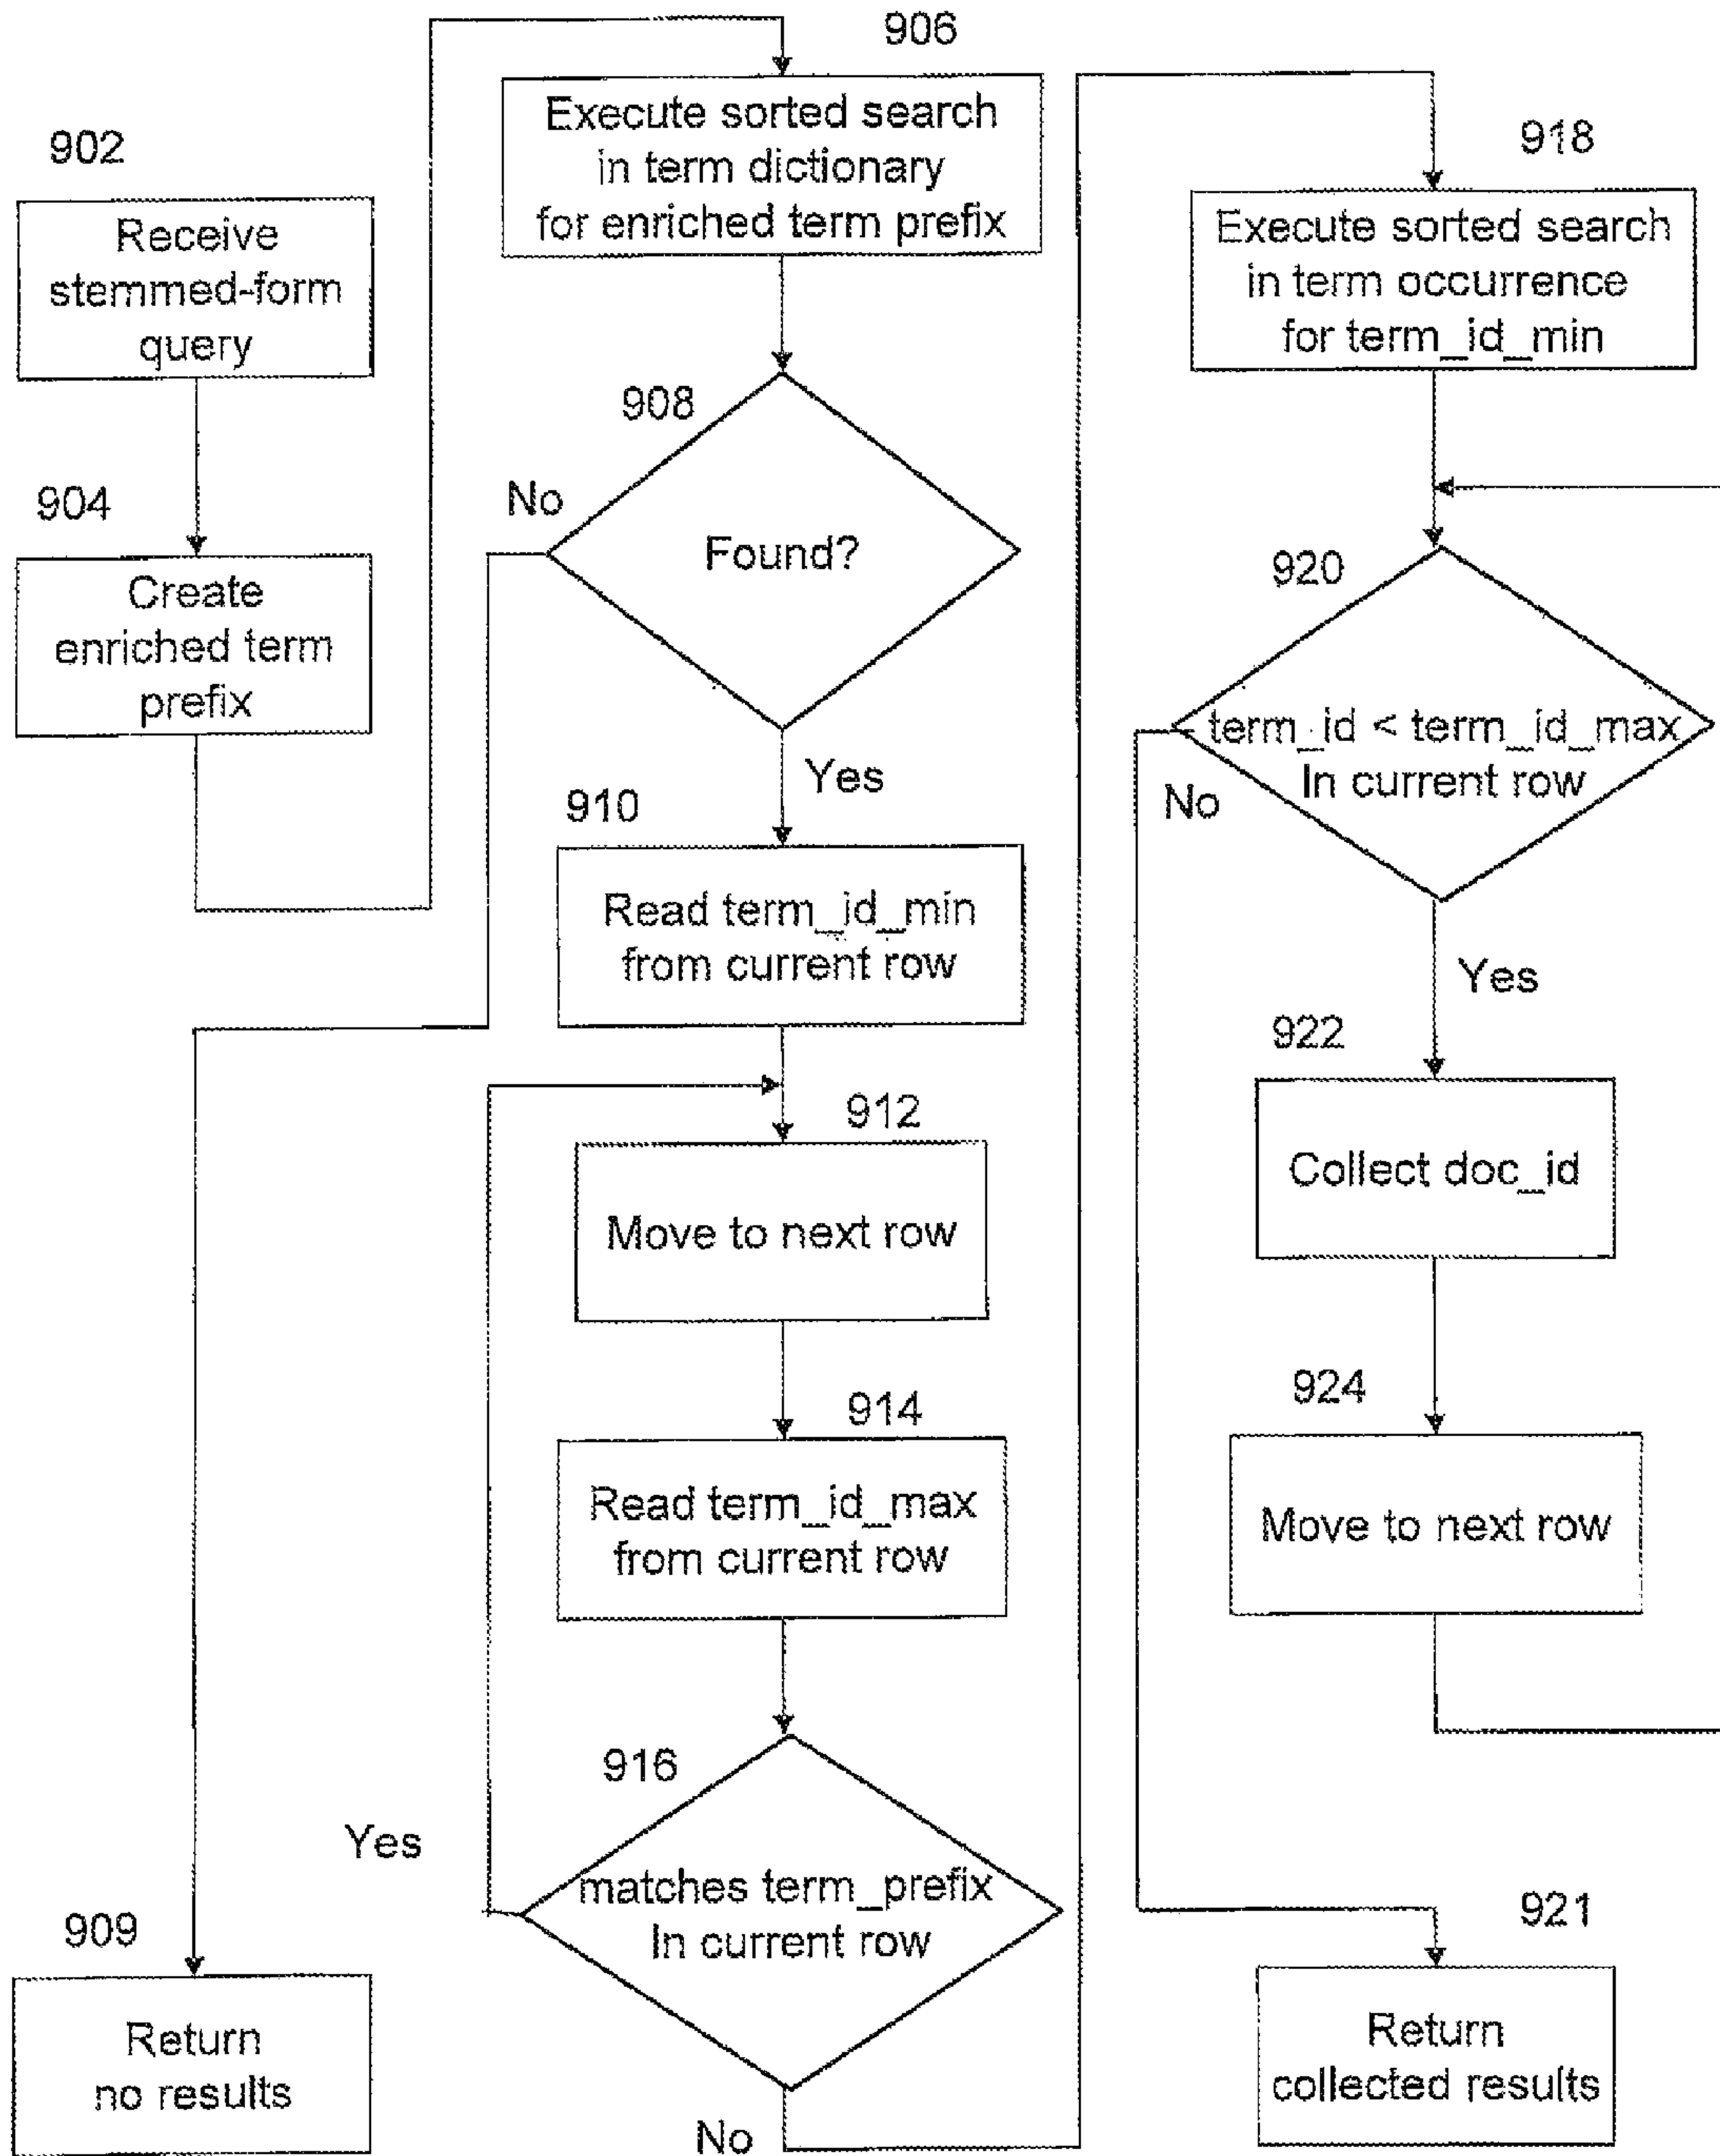 902
Receive
stemmed-form
query
904
Create
enriched term
prefix
906
Execute sorted search
in term dictionary
for enriched term prefix
908
Found?
No
Yes
909
Return
no results
910
Read term_id_min
from current row
912
Move to next row
914
Read term_id_max
from current row
916
matches term_prefix
In current row
Yes
No
918
Execute sorted search
in term occurrence
for term_id_min
920
term_id < term_id_max
In current row
No
Yes
922
Collect doc_id
924
Move to next row
921
Return
collected results